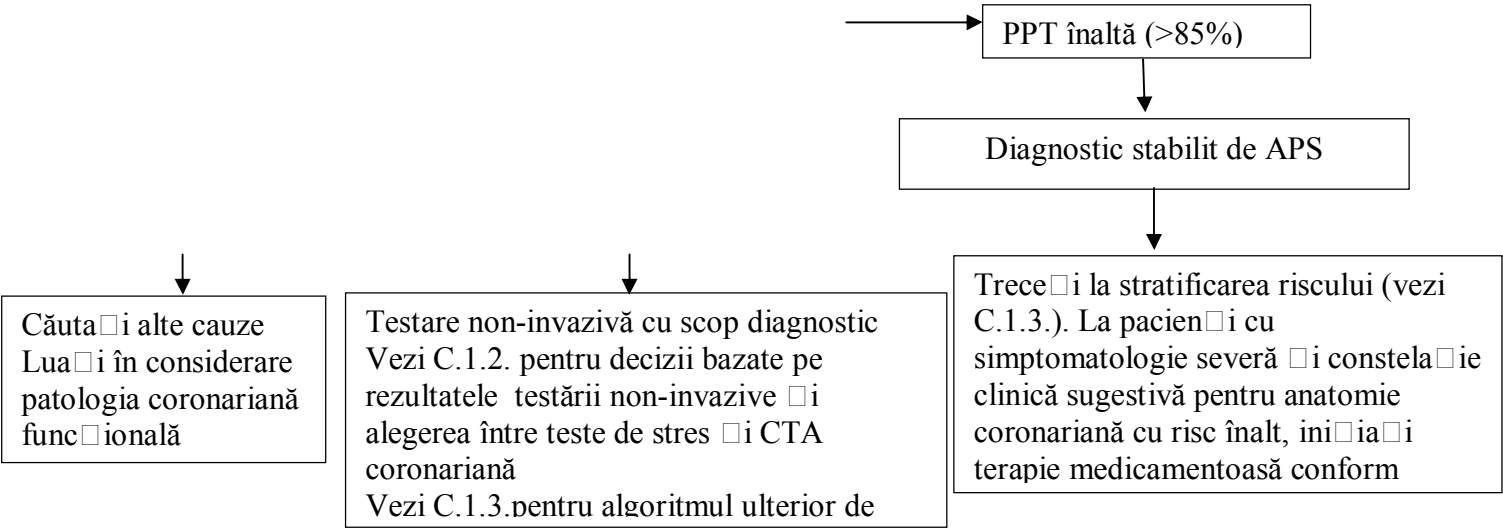 PPT înaltă (>85%)
Diagnostic stabilit de APS
Căuta□i alte cauze
Lua□i în considerare
patologia coronariană
func□ională
Testare non-invazivă cu scop diagnostic
Vezi C.1.2. pentru decizii bazate pe
rezultatele testării non-invazive □i
alegerea între teste de stres □i CTA
coronariană
Vezi C.1.3.pentru algoritmul ulterior de
Trece□i la stratificarea riscului (vezi
C.1.3.). La pacien□i cu
simptomatologie severă □i constela□ie
clinică sugestivă pentru anatomie
coronariană cu risc înalt, ini□ia□i
terapie medicamentoasă conform